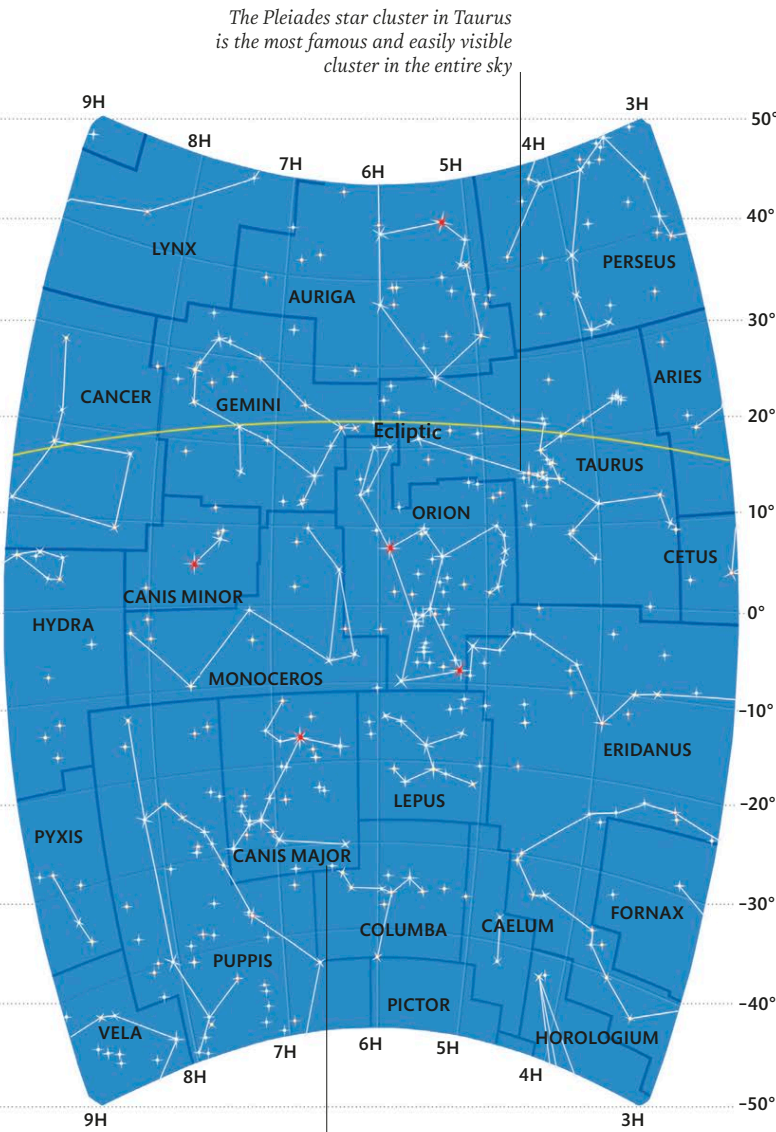 The Pleiades star cluster in Taurus
is the most famous and easily visible
cluster in the entire sky
9H
8H
7H
6H
5H
4H
3H
50°
40°
LYNX
PERSEUS
AURIGA
30°
ARIES
CANCER
GEMINI
20°
Ecliptic
TAURUS
10°
ORION
CETUS
CANIS MINOR
0°
HYDRA
MONOCEROS
–10°
ERIDANUS
LEPUS
–20°
PYXIS
CANIS MAJOR
–30°
FORNAX
CAELUM
COLUMBA
PUPPIS
–40°
PICTOR
VELA
HOROLOGIUM
9H
8H
7H
6H
5H
4H
3H
–50°